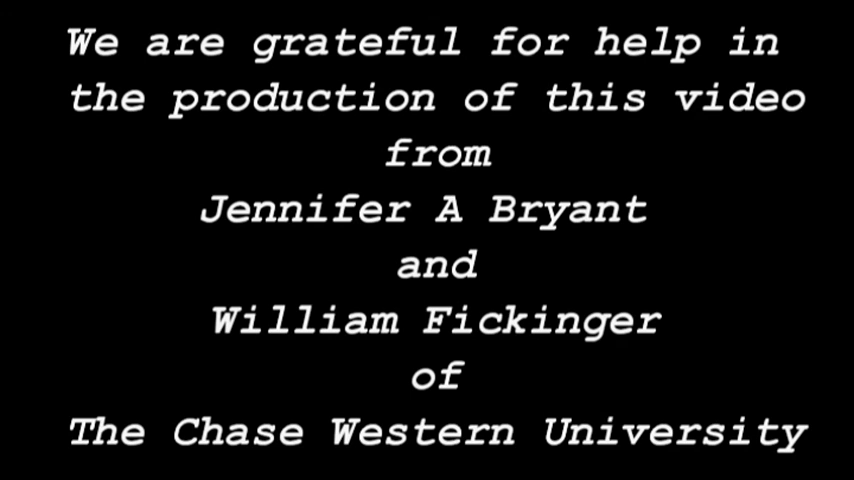 We are grateful for help in
the production of this video
from
Jennifer A Bryant
and
William Fickinger
of
The Chase Western University